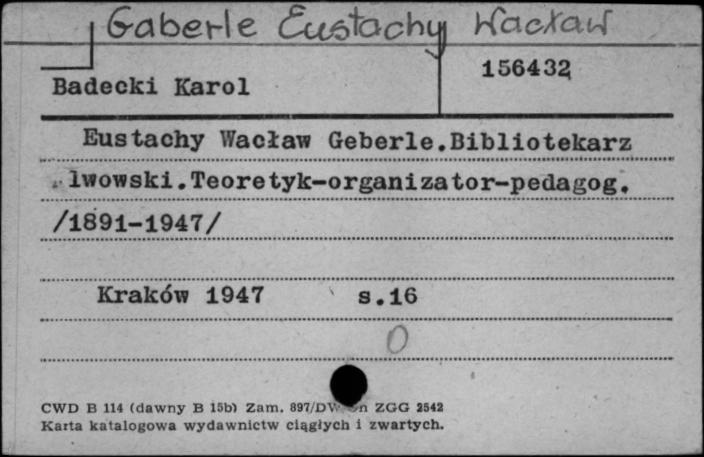 Gaberle Eustachy Wacław
Badecki Karol
156432
Eustachy Wacław Geberle.Bibliotekarz
lwowski.Teoretyk-organizator-pedagog.
/1891-1947/
Kraków 1947 s.16
0
CWD B 114 (dawny B 15b) Zam. 897/DW ZGG 2542
Karta katalogowa wydawnictw ciągłych i zwartych.